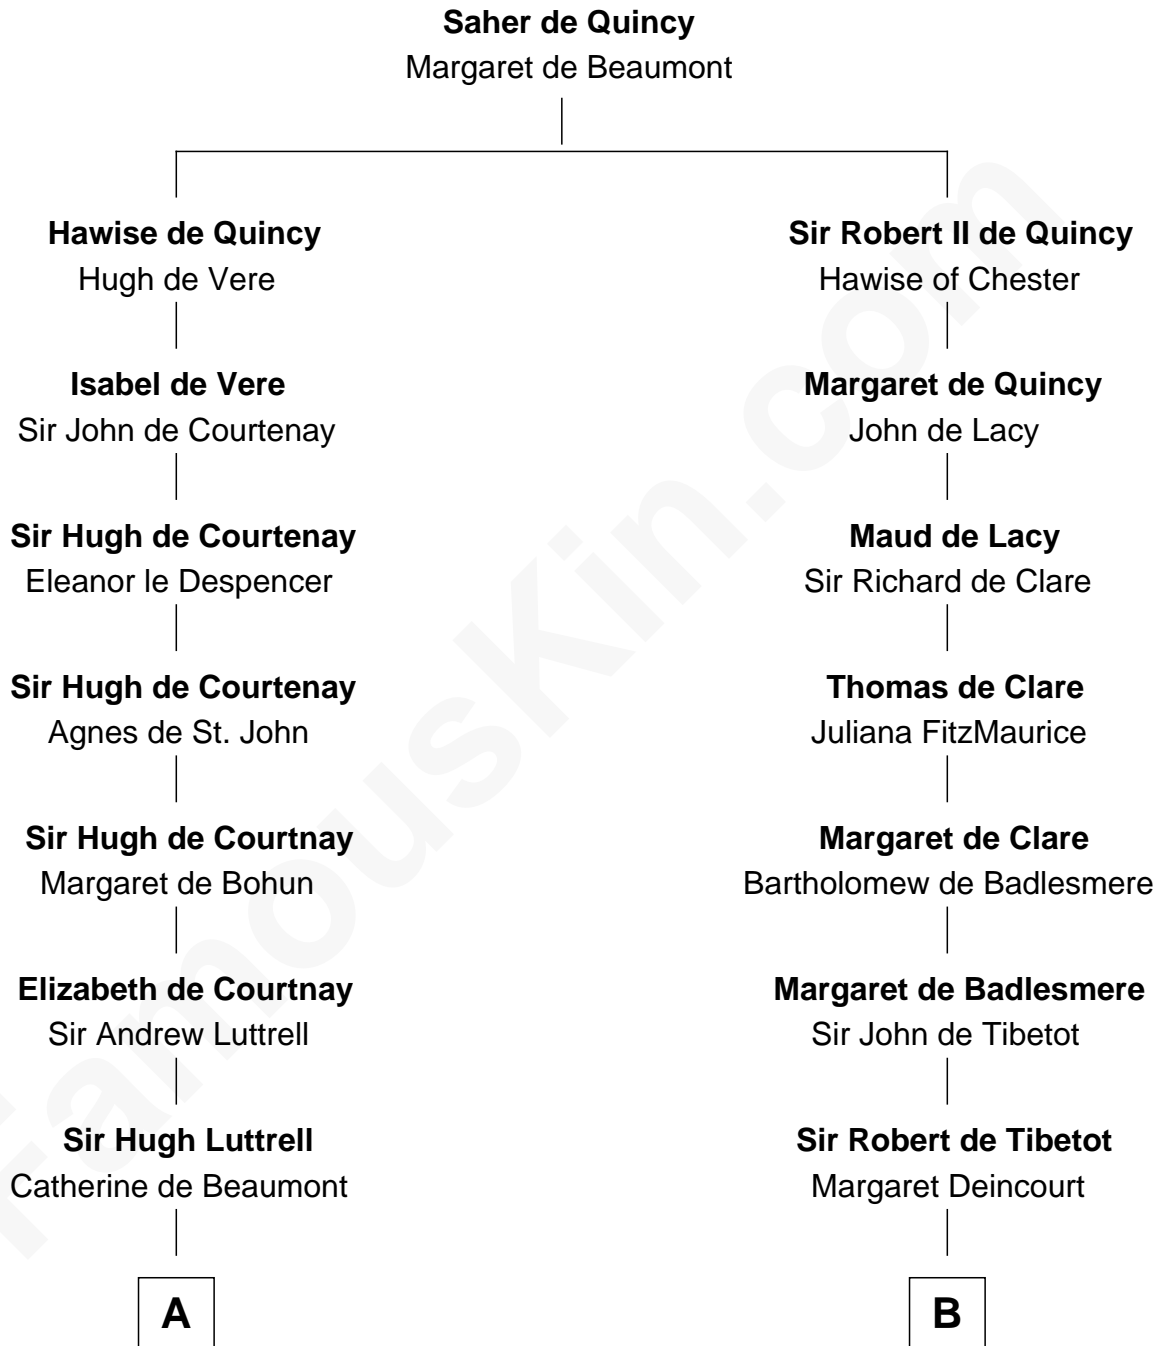 Saher de Quincy
Margaret de Beaumont
Hawise de Quincy
Hugh de Vere
Sir Robert II de Quincy
Hawise of Chester
Isabel de Vere
Sir John de Courtenay
Margaret de Quincy
John de Lacy
Sir Hugh de Courtenay
Eleanor le Despencer
Maud de Lacy
Sir Richard de Clare
Sir Hugh de Courtenay
Agnes de St. John
Thomas de Clare
Juliana FitzMaurice
Sir Hugh de Courtnay
Margaret de Bohun
Margaret de Clare
Bartholomew de Badlesmere
Elizabeth de Courtnay
Sir Andrew Luttrell
Margaret de Badlesmere
Sir John de Tibetot
Sir Hugh Luttrell
Catherine de Beaumont
Sir Robert de Tibetot
Margaret Deincourt
A
B
FamousKin.com